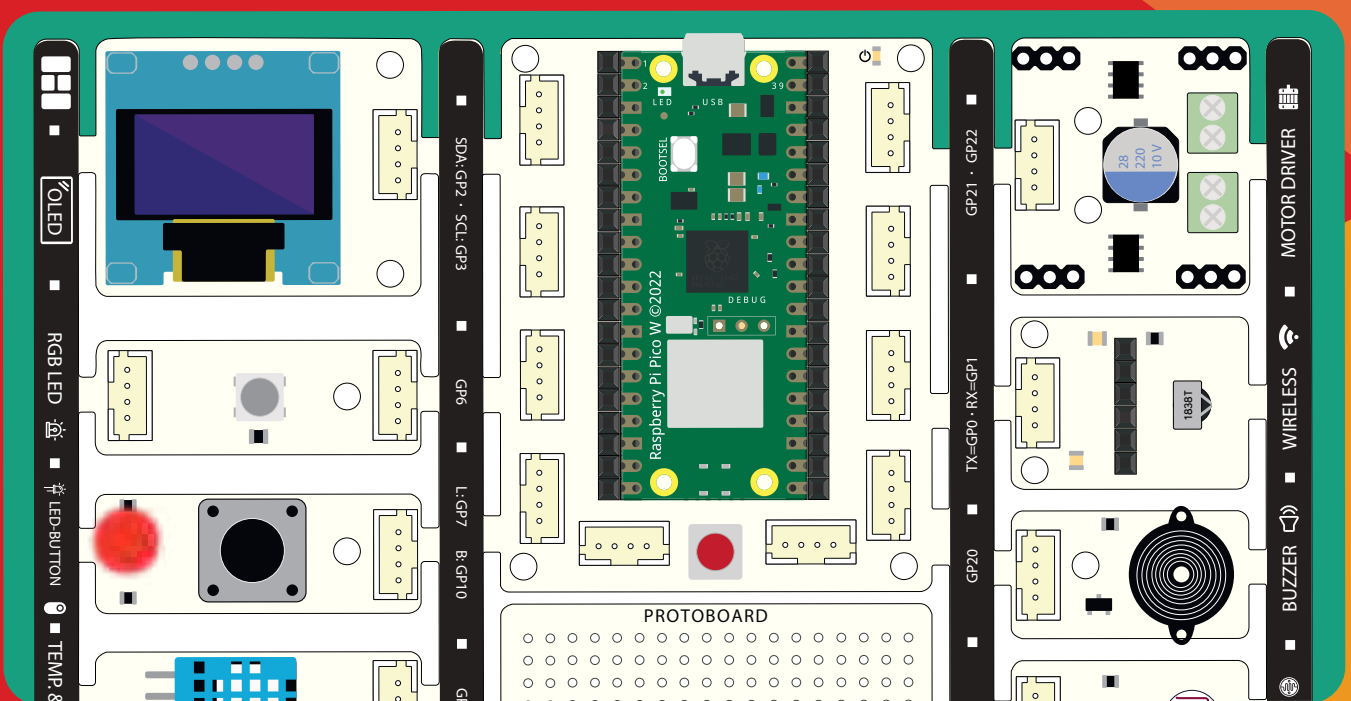 OLED
RGB LED
LED-BUTTON
TEMP. &
SDA:GP2 · SCL: GP3
GP6
L: GP7 B: GP10
1
2
39
LED USB
BOOTSEL
DEBUG
Raspberry Pi Pico W ©2022
PROTOBOARD
GP21 · GP22
TX=GP0 · RX=GP1
GP20
28
220
10 V
1838T
MOTOR DRIVER
WIRELESS
BUZZER